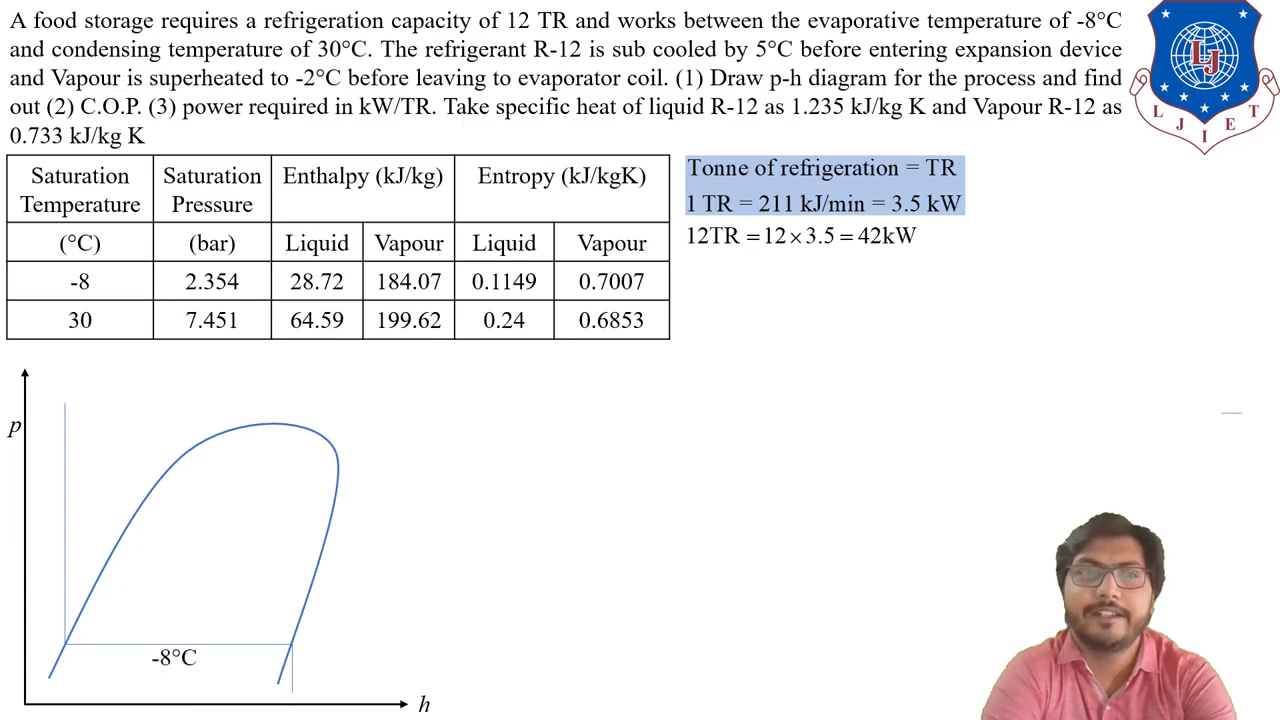 A food storage requires a refrigeration capacity of 12 TR and works between the evaporative temperature of -8°C
and condensing temperature of 30°C. The refrigerant R-12 is sub cooled by 5°C before entering expansion device
and Vapour is superheated to -2°C before leaving to evaporator coil. (1) Draw p-h diagram for the process and find
out (2) C.O.P. (3) power required in kW/TR. Take specific heat of liquid R-12 as 1.235 kJ/kg K and Vapour R-12 as
0.733 kJ/kg K
LJ
L J I E T
Saturation Temperature Saturation Pressure Enthalpy (kJ/kg) Entropy (kJ/kgK)
(°C) (bar) Liquid Vapour Liquid Vapour
-8 2.354 28.72 184.07 0.1149 0.7007
30 7.451 64.59 199.62 0.24 0.6853
Tonne of refrigeration = TR
1 TR = 211 kJ/min = 3.5 kW
12TR = 12 × 3.5 = 42kW
p
-8°C
h